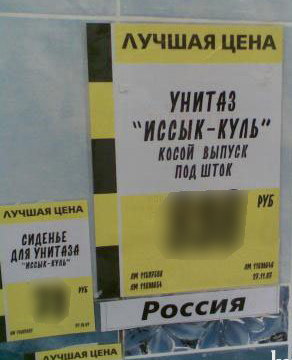 ЛУЧШАЯ ЦЕНА
УНИТАЗ
"ИССЫК-КУЛЬ"
КОСОЙ ВЫПУСК
ПОД ШТОК
РУБ
Россия
ЛУЧШАЯ ЦЕНА
СИДЕНЬЕ
ДЛЯ УНИТАЗА
"ИССЫК-КУЛЬ"
РУБ
ЛУЧШАЯ ЦЕНА